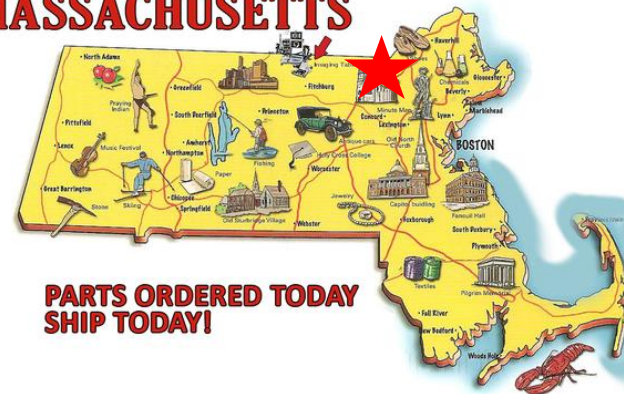 MASSACHUSETTS
North Adams
Haverhill
Imaging
Shoes
Chemicals
Gloucester
Beverly
Greenfield
Fitchburg
Praying
Indian
Minute Man
Marblehead
South Deerfield
Princeton
Concord
Lynn
Lexington
Pittsfield
Antique cars
Old North
Church
BOSTON
Lenox
Music Festival
Amherst
Northampton
Fishing
Holy Cross College
Paper
Worcester
Great Barrington
Chicopee
Jewelry
Capitol building
Stone
Skiing
Springfield
Old Sturbridge Village
Webster
Foxborough
Faneuil Hall
South Duxbury
Plymouth
PARTS ORDERED TODAY
SHIP TODAY!
Textiles
Pilgrim Memorial
Fall River
New Bedford
Woods Hole